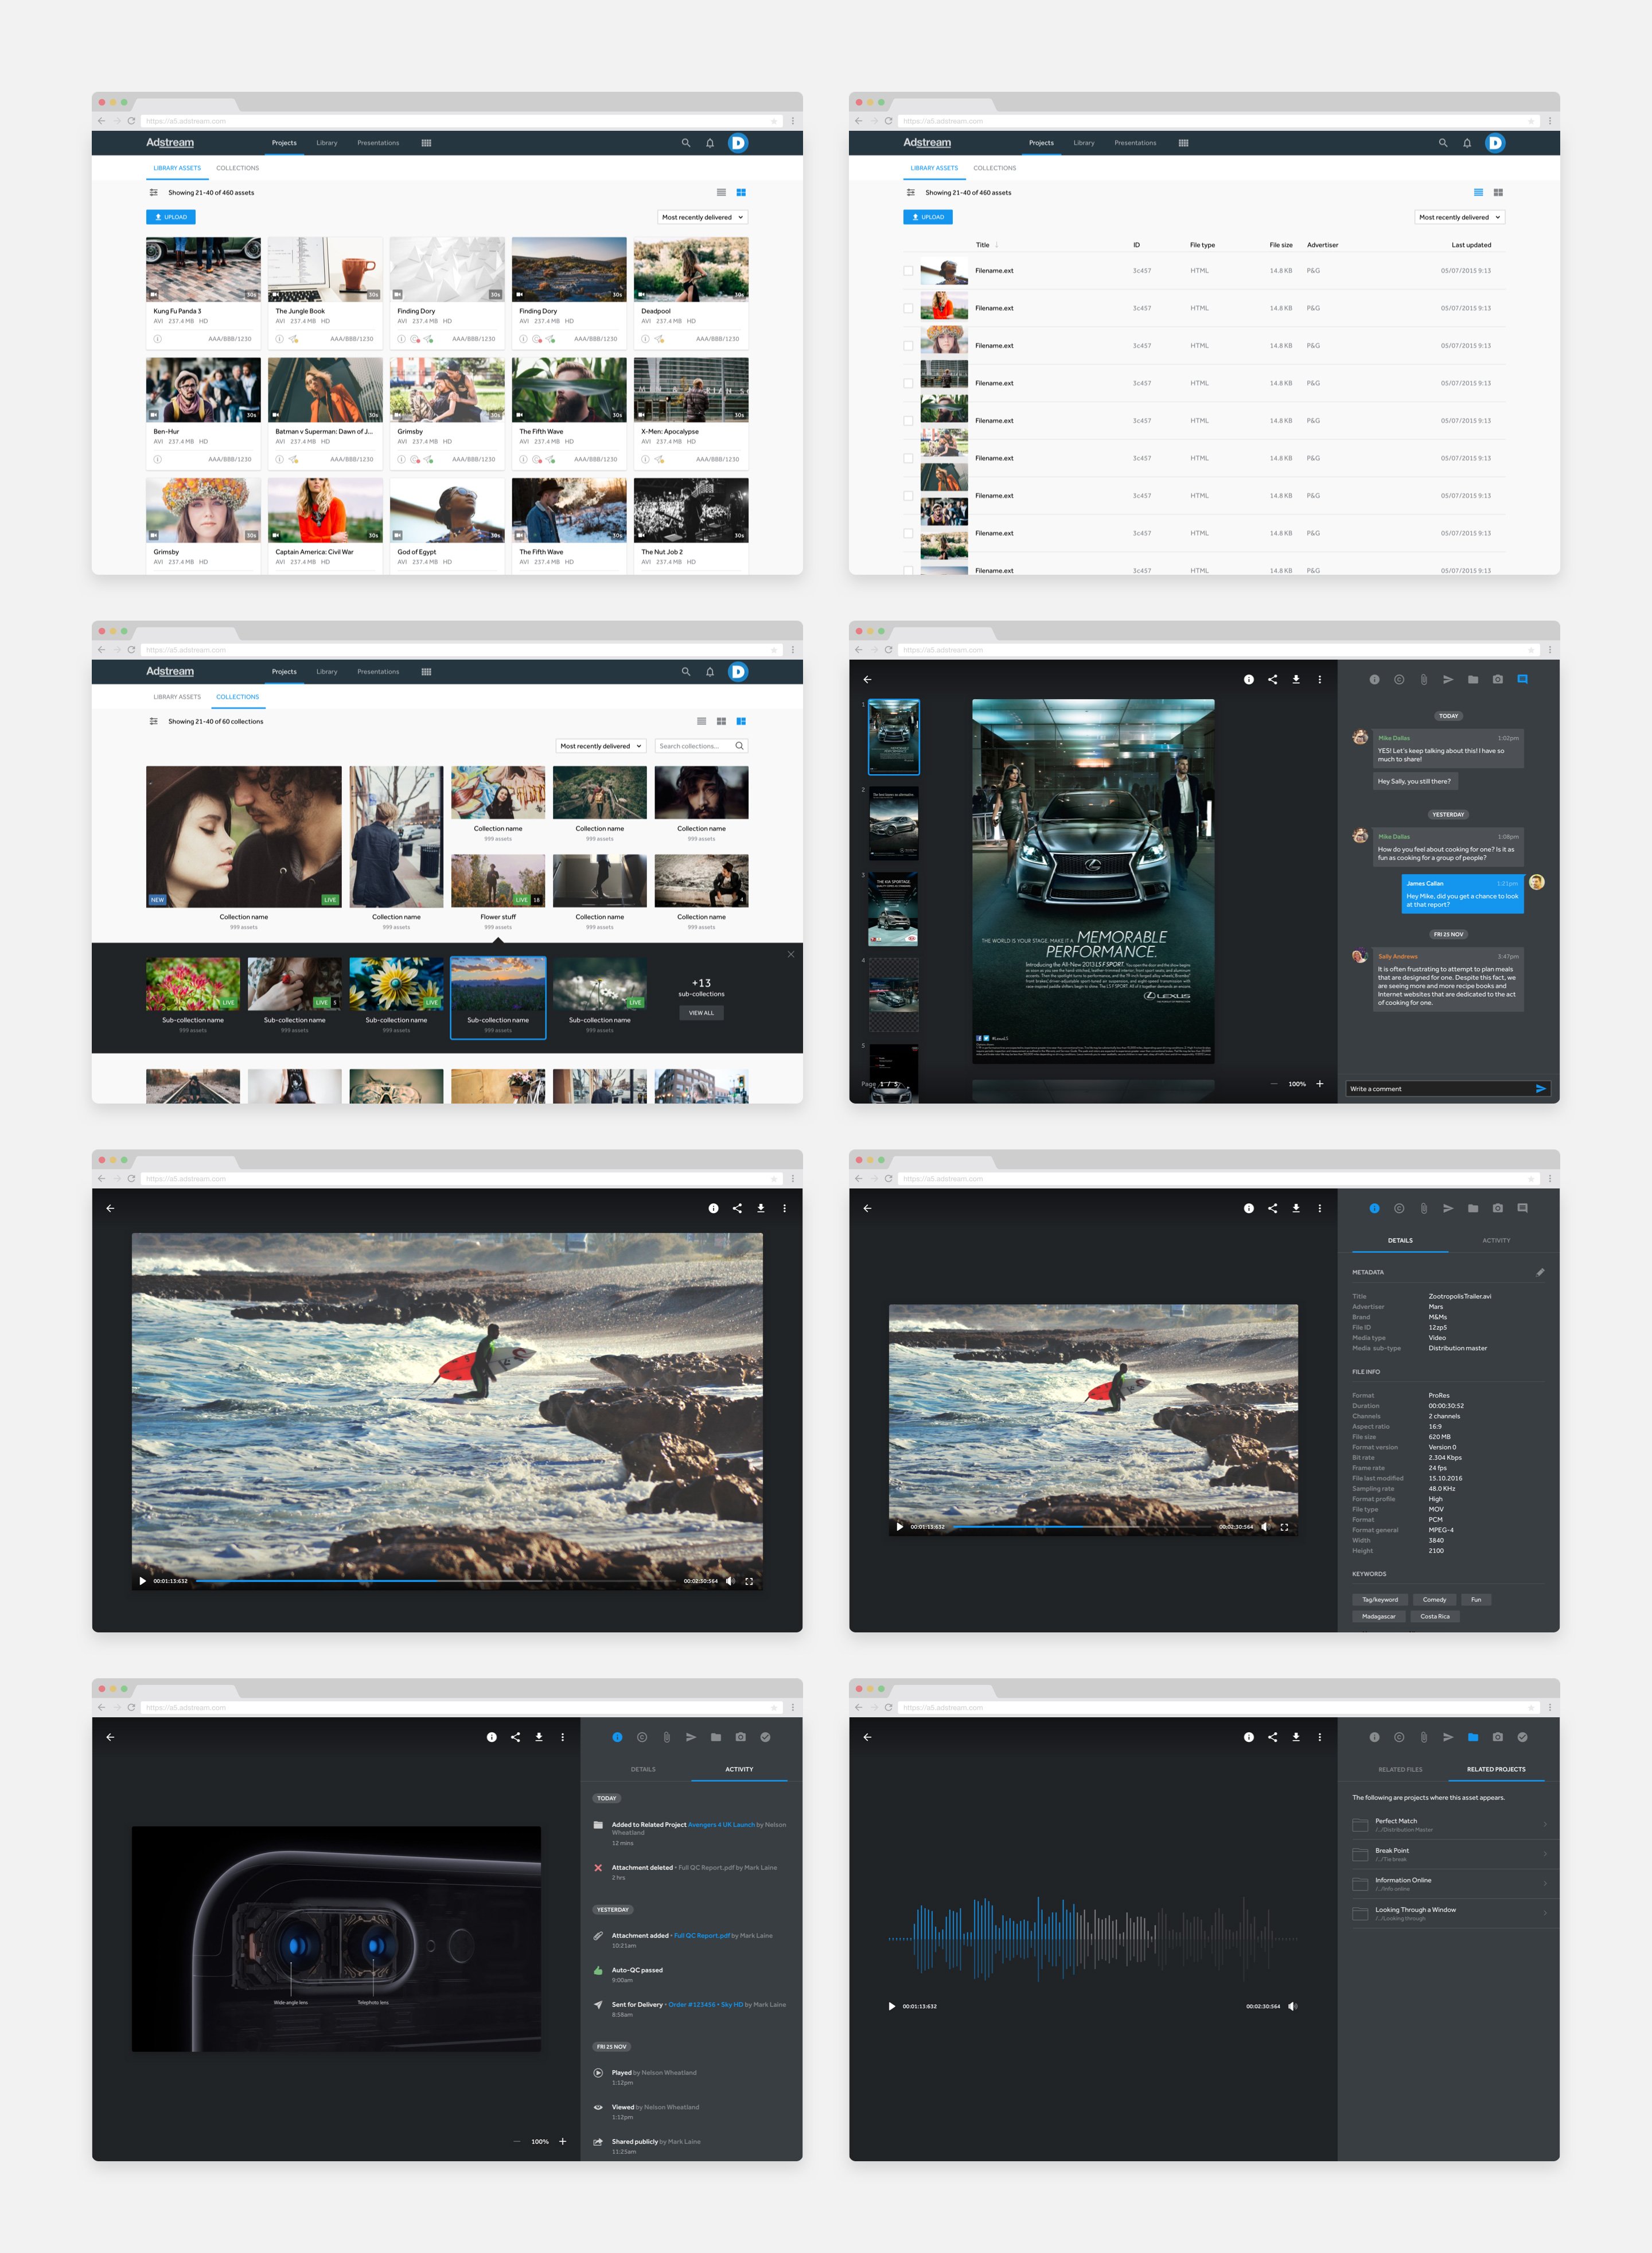 https://a5.adstream.com
Adstream
Projects Library Presentations
LIBRARY ASSETS COLLECTIONS
Showing 21-40 of 460 assets
UPLOAD
Most recently delivered
30s 30s 30s 30s 30s
Kung Fu Panda 3 The Jungle Book Finding Dory Finding Dory Deadpool
AVI 237.4 MB HD AVI 237.4 MB HD AVI 237.4 MB HD AVI 237.4 MB HD AVI 237.4 MB HD
AAA/BBB/1230 AAA/BBB/1230 AAA/BBB/1230 AAA/BBB/1230 AAA/BBB/1230
30s 30s 30s 30s 30s
Ben-Hur Batman v Superman: Dawn of J... Grimsby The Fifth Wave X-Men: Apocalypse
AVI 237.4 MB HD AVI 237.4 MB HD AVI 237.4 MB HD AVI 237.4 MB HD AVI 237.4 MB HD
AAA/BBB/1230 AAA/BBB/1230 AAA/BBB/1230 AAA/BBB/1230 AAA/BBB/1230
30s 30s 30s 30s 30s
Grimsby Captain America: Civil War God of Egypt The Fifth Wave The Nut Job 2
AVI 237.4 MB HD AVI 237.4 MB HD AVI 237.4 MB HD AVI 237.4 MB HD AVI 237.4 MB HD
https://a5.adstream.com
Adstream
Projects Library Presentations
LIBRARY ASSETS COLLECTIONS
Showing 21-40 of 460 assets
UPLOAD
Most recently delivered
Title ID File type File size Advertiser Last updated
Filename.ext 3c457 HTML 14.8 KB P&G 05/07/2015 9:13
Filename.ext 3c457 HTML 14.8 KB P&G 05/07/2015 9:13
Filename.ext 3c457 HTML 14.8 KB P&G 05/07/2015 9:13
Filename.ext 3c457 HTML 14.8 KB P&G 05/07/2015 9:13
Filename.ext 3c457 HTML 14.8 KB P&G 05/07/2015 9:13
Filename.ext 3c457 HTML 14.8 KB P&G 05/07/2015 9:13
Filename.ext 3c457 HTML 14.8 KB P&G 05/07/2015 9:13
Filename.ext 3c457 HTML 14.8 KB P&G 05/07/2015 9:13
Filename.ext 3c457 HTML 14.8 KB P&G 05/07/2015 9:13
https://a5.adstream.com
Adstream
Projects Library Presentations
LIBRARY ASSETS COLLECTIONS
Showing 21-40 of 60 collections
Most recently delivered
Search collections...
Collection name Collection name Collection name
999 assets 999 assets 999 assets
NEW LIVE LIVE 18 4
Collection name Collection name Flower stuff Collection name Collection name
999 assets 999 assets 999 assets 999 assets 999 assets
LIVE LIVE 5 LIVE LIVE
Sub-collection name Sub-collection name Sub-collection name Sub-collection name Sub-collection name
999 assets 999 assets 999 assets 999 assets 999 assets
+13
sub-collections
VIEW ALL
https://a5.adstream.com
1
2
3
THE KIA SPORTAGE
4
5
Page 1 / 5
THE WORLD IS YOUR STAGE. MAKE IT A MEMORABLE
PERFORMANCE.
Introducing the All-New 2013 LS F SPORT.
LEXUS
100%
TODAY
Mike Dallas 1:02pm
YES! Let's keep talking about this! I have so
much to share!
Hey Sally, you still there?
YESTERDAY
Mike Dallas 1:08pm
How do you feel about cooking for one? Is it as
fun as cooking for a group of people?
James Callan 1:21pm
Hey Mike, did you get a chance to look
at that report?
FRI 25 NOV
Sally Andrews 3:47pm
It is often frustrating to attempt to plan meals
that are designed for one. Despite this fact, we
are seeing more and more recipe books and
Internet websites that are dedicated to the act
of cooking for one.
Write a comment
https://a5.adstream.com
00:01:13:632 00:02:30:564
https://a5.adstream.com
00:01:13:632 00:02:30:564
DETAILS ACTIVITY
METADATA
Title ZootropolisTrailer.avi
Advertiser Mars
Brand M&Ms
File ID 12zp5
Media type Video
Media sub-type Distribution master
FILE INFO
Format ProRes
Duration 00:00:30:52
Channels 2 channels
Aspect ratio 16:9
File size 620 MB
Format version Version 0
Bit rate 2.304 Kbps
Frame rate 24 fps
File last modified 15.10.2016
Sampling rate 48.0 KHz
Format profile High
File type MOV
Format PCM
Format general MPEG-4
Width 3840
Height 2100
KEYWORDS
Tag/keyword Comedy Fun
Madagascar Costa Rica
https://a5.adstream.com
Wide-angle lens Telephoto lens
100%
DETAILS ACTIVITY
TODAY
Added to Related Project Avengers 4 UK Launch by Nelson
Wheatland
12 mins
Attachment deleted • Full QC Report.pdf by Mark Laine
2 hrs
YESTERDAY
Attachment added • Full QC Report.pdf by Mark Laine
10:21am
Auto-QC passed
9:00am
Sent for Delivery • Order #123456 • Sky HD by Mark Laine
8:58am
FRI 25 NOV
Played by Nelson Wheatland
1:12pm
Viewed by Nelson Wheatland
1:12pm
Shared publicly by Mark Laine
11:25am
https://a5.adstream.com
00:01:13:632 00:02:30:564
RELATED FILES RELATED PROJECTS
The following are projects where this asset appears.
Perfect Match
/../Distribution Master
Break Point
/../Tie break
Information Online
/../Info online
Looking Through a Window
/../Looking through